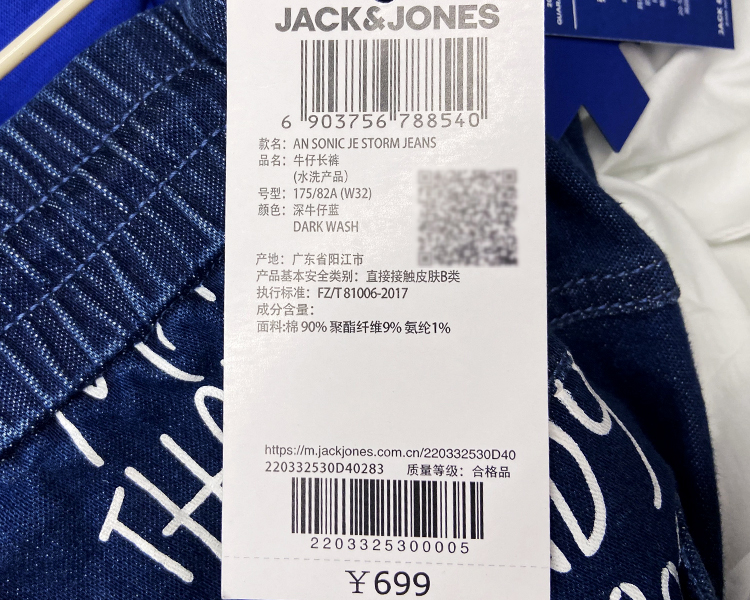 JACK&JONES
6 903756 788540
款名: AN SONIC JE STORM JEANS
品名: 牛仔长裤
(水洗产品)
号型: 175/82A (W32)
颜色: 深牛仔蓝
DARK WASH
产地: 广东省阳江市
产品基本安全类别: 直接接触皮肤B类
执行标准: FZ/T 81006-2017
成分含量:
面料:棉 90% 聚酯纤维9% 氨纶1%
https://m.jackjones.com.cn/220332530D40
220332530D40283 质量等级: 合格品
2203325300005
￥699